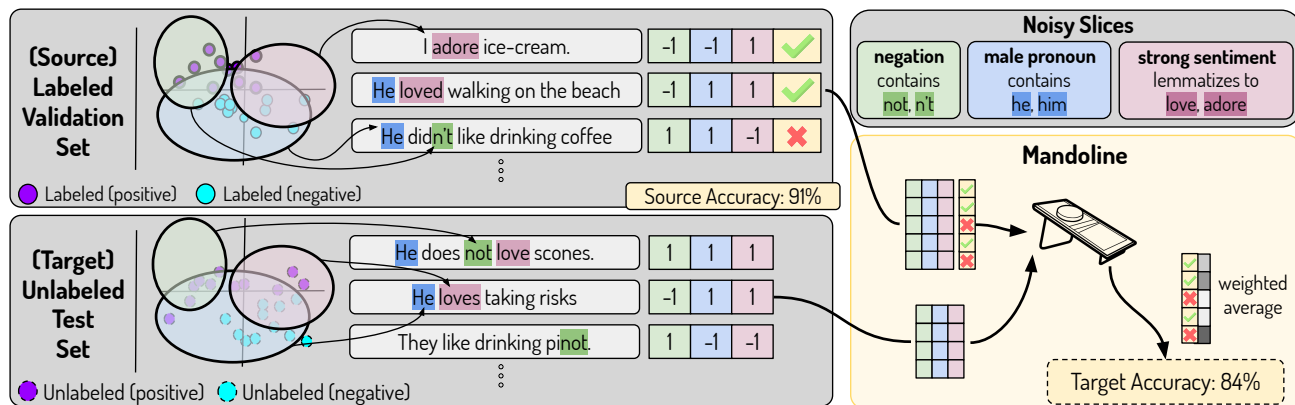 (Source)
Labeled
Validation
Set
I adore ice-cream.
-1 -1 1
He loved walking on the beach
-1 1 1
He didn't like drinking coffee
1 1 -1
Labeled (positive)
Labeled (negative)
Source Accuracy: 91%
(Target)
Unlabeled
Test
Set
He does not love scones.
1 1 1
He loves taking risks
-1 1 1
They like drinking pinot.
1 -1 -1
Unlabeled (positive)
Unlabeled (negative)
Noisy Slices
negation
contains
not, n't
male pronoun
contains
he, him
strong sentiment
lemmatizes to
love, adore
Mandoline
weighted
average
Target Accuracy: 84%